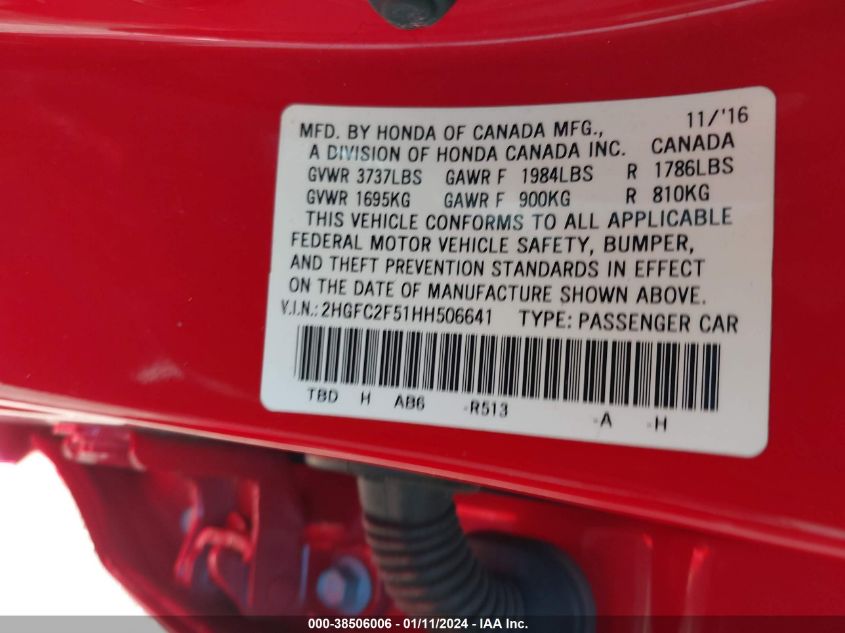 11/'16
MFD. BY HONDA OF CANADA MFG.,
A DIVISION OF HONDA CANADA INC. CANADA
GVWR 3737LBS GAWR F 1984LBS R 1786LBS
GVWR 1695KG GAWR F 900KG R 810KG
THIS VEHICLE CONFORMS TO ALL APPLICABLE
FEDERAL MOTOR VEHICLE SAFETY, BUMPER,
AND THEFT PREVENTION STANDARDS IN EFFECT
ON THE DATE OF MANUFACTURE SHOWN ABOVE.
V.I.N.:2HGFC2F51HH506641 TYPE: PASSENGER CAR
TBD H AB6 -R513 -A -H
000-38506006 - 01/11/2024 - IAA Inc.